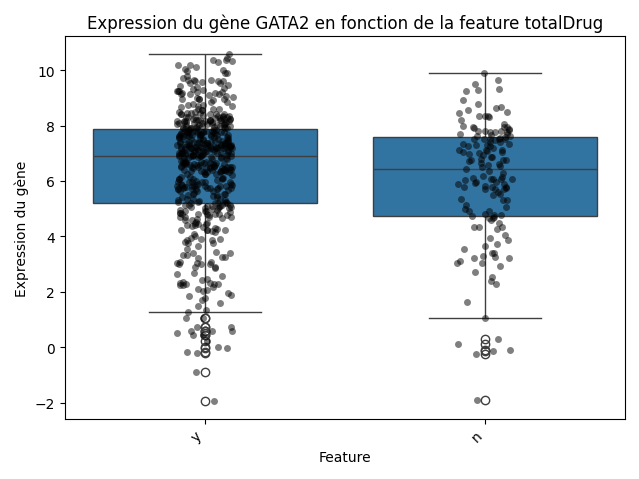 Expression du gène GATA2 en fonction de la feature totalDrug
Expression du gène
10
8
6
4
2
0
−2
y
n
Feature